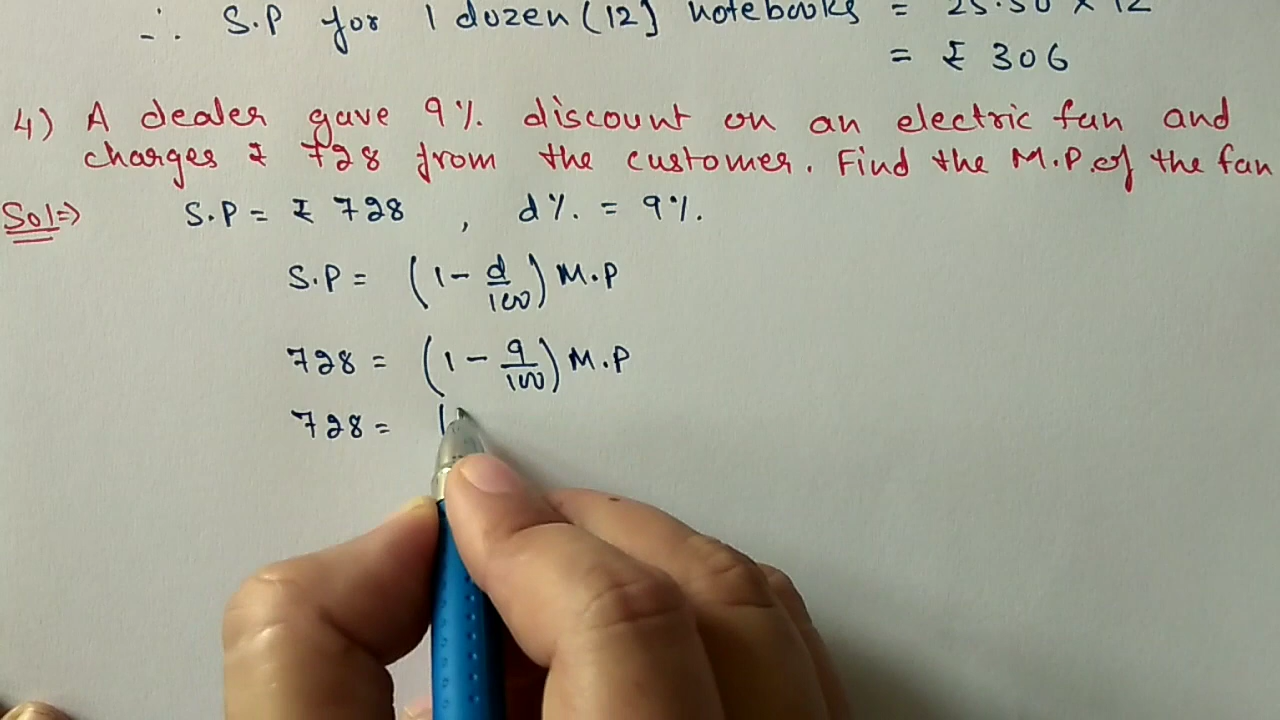 ∴ S.P for 1 dozen (12] notebooks = 25.50 × 12
= ₹ 306
4) A dealer gave 9% discount on an electric fan and
charges ₹ 728 from the customer. Find the M.P. of the fan
Sol⇒ S.P = ₹ 728 , d% = 9%.
S.P = (1 - d/100) M.P
728 = (1 - 9/100) M.P
728 =